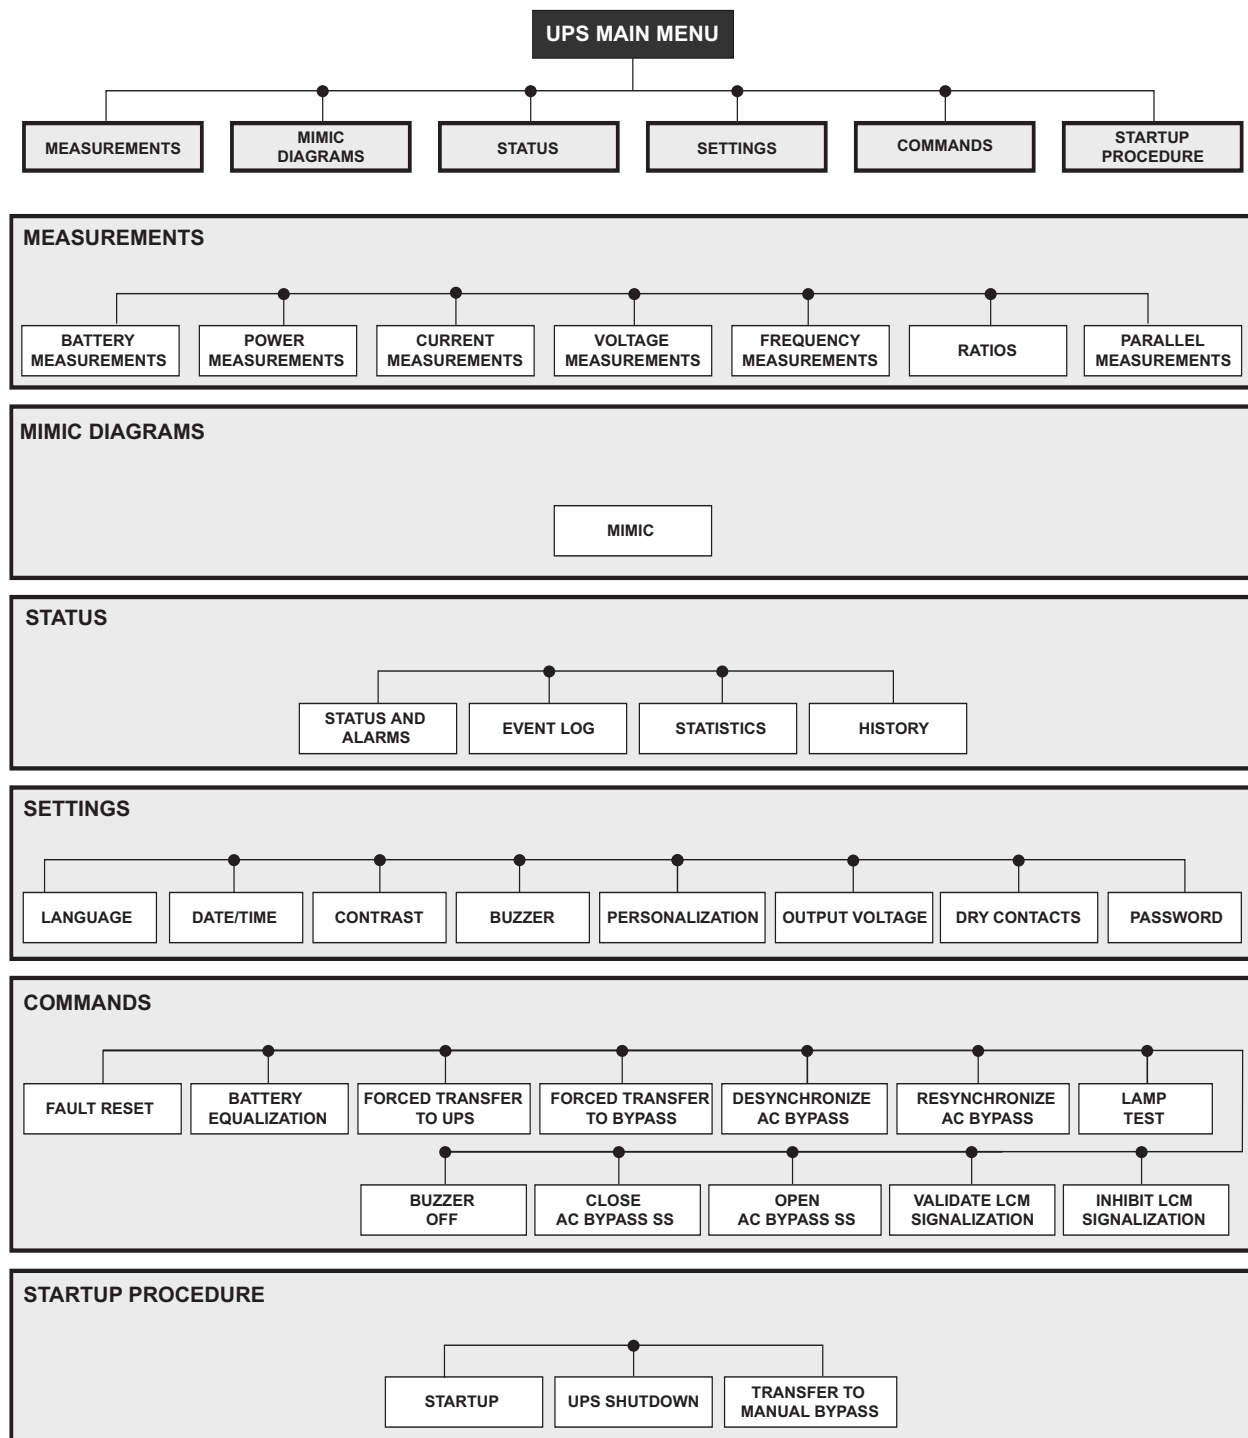 UPS MAIN MENU
MEASUREMENTS
MIMIC
DIAGRAMS
STATUS
SETTINGS
COMMANDS
STARTUP
PROCEDURE
MEASUREMENTS
BATTERY
MEASUREMENTS
POWER
MEASUREMENTS
CURRENT
MEASUREMENTS
VOLTAGE
MEASUREMENTS
FREQUENCY
MEASUREMENTS
RATIOS
PARALLEL
MEASUREMENTS
MIMIC DIAGRAMS
MIMIC
STATUS
STATUS AND
ALARMS
EVENT LOG
STATISTICS
HISTORY
SETTINGS
LANGUAGE
DATE/TIME
CONTRAST
BUZZER
PERSONALIZATION
OUTPUT VOLTAGE
DRY CONTACTS
PASSWORD
COMMANDS
FAULT RESET
BATTERY
EQUALIZATION
FORCED TRANSFER
TO UPS
FORCED TRANSFER
TO BYPASS
DESYNCHRONIZE
AC BYPASS
RESYNCHRONIZE
AC BYPASS
LAMP
TEST
BUZZER
OFF
CLOSE
AC BYPASS SS
OPEN
AC BYPASS SS
VALIDATE LCM
SIGNALIZATION
INHIBIT LCM
SIGNALIZATION
STARTUP PROCEDURE
STARTUP
UPS SHUTDOWN
TRANSFER TO
MANUAL BYPASS